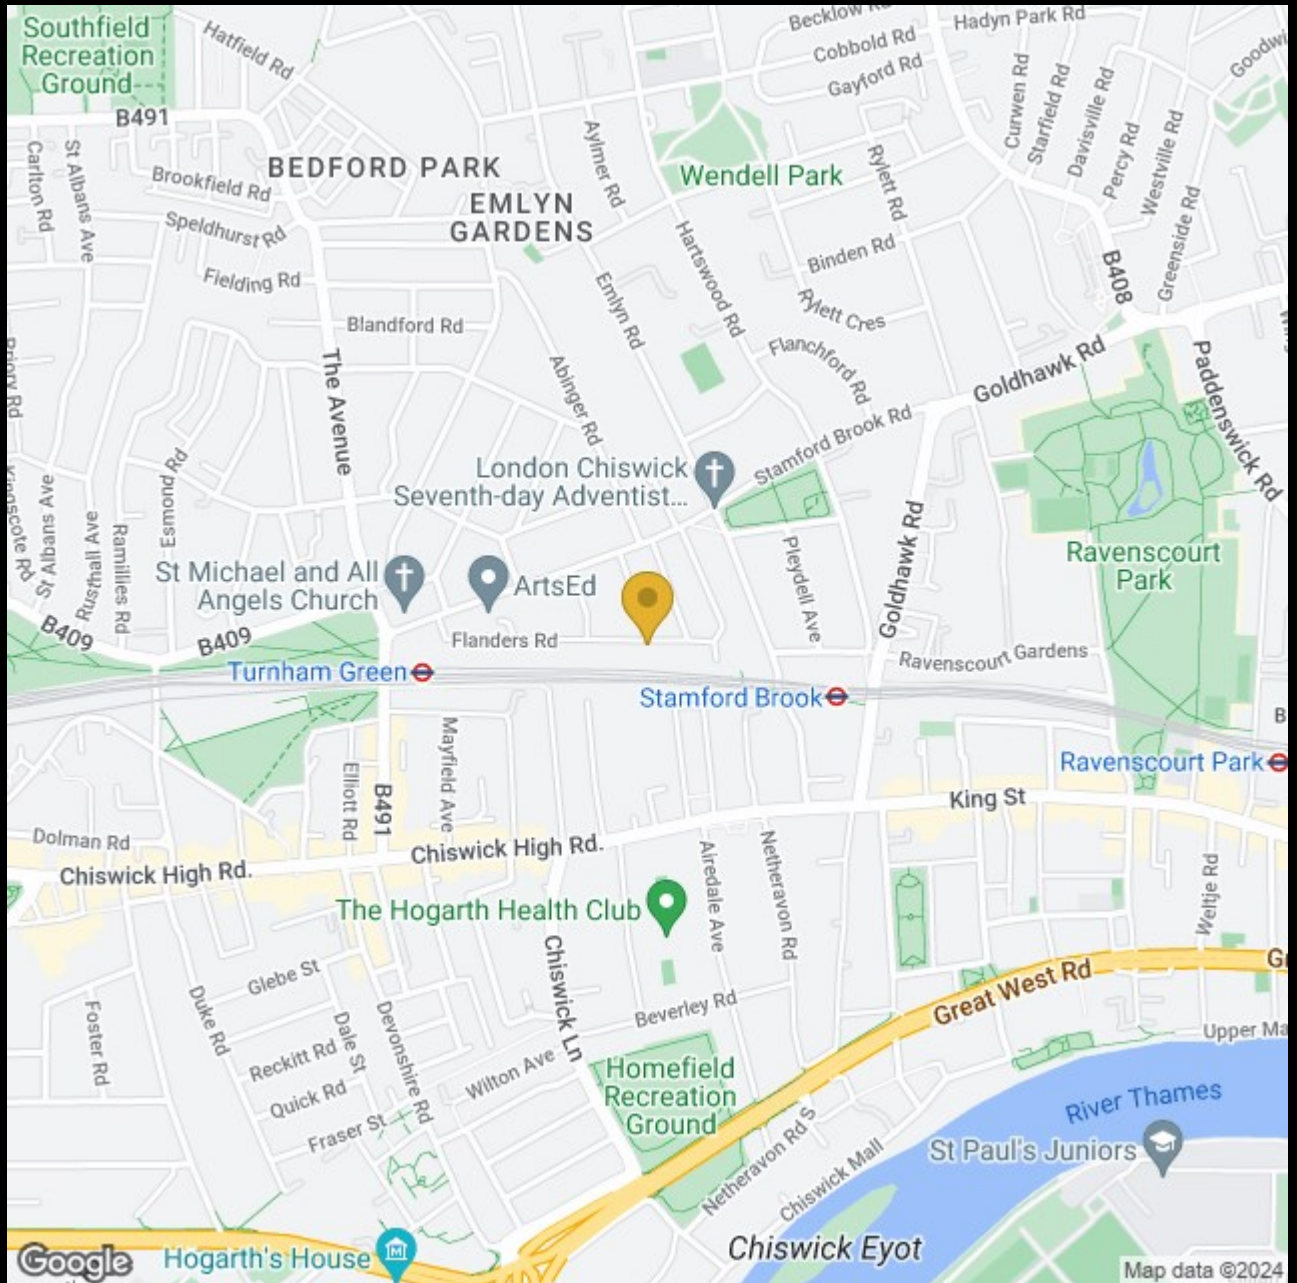 Southfield
Recreation
Ground
Hatfield Rd
Becklow Rd
Hadyn Park Rd
Cobbold Rd
Gayford Rd
B491
Carlton Rd
St Albans Ave
Brookfield Rd
BEDFORD PARK
Aylmer Rd
Wendell Park
Rylett Rd
Curwen Rd
Starfield Rd
Davisville Rd
Percy Rd
Westville Rd
EMLYN
GARDENS
Speldhurst Rd
Hartswood Rd
Binden Rd
Greenside Rd
B408
Fielding Rd
Emlyn Rd
Rylett Cres
Blandford Rd
The Avenue
Flanchford Rd
Goldhawk Rd
Paddenswick Rd
Priory Rd
Abinger Rd
Stamford Brook Rd
London Chiswick
Seventh-day Adventist...
Kingscote Rd
St Albans Ave
Rusthall Ave
Ramillies Rd
Esmond Rd
Goldhawk Rd
Pleydell Ave
Ravenscourt
Park
St Michael and All
Angels Church
ArtsEd
B409
B409
Flanders Rd
Ravenscourt Gardens
Turnham Green
Stamford Brook
Ravenscourt Park
Mayfield Ave
Elliott Rd
B491
King St
Dolman Rd
Chiswick High Rd.
Chiswick High Rd.
Airedale Ave
Netheravon Rd
Weltje Rd
The Hogarth Health Club
Chiswick Ln
Glebe St
Great West Rd
Duke Rd
Devonshire Rd
Dale St
Beverley Rd
Foster Rd
Reckitt Rd
Wilton Ave
Homefield
Recreation
Ground
Quick Rd
Fraser St
River Thames
St Paul's Juniors
Netheravon Rd S
Chiswick Mall
Chiswick Eyot
Hogarth's House
Google
Map data ©2024